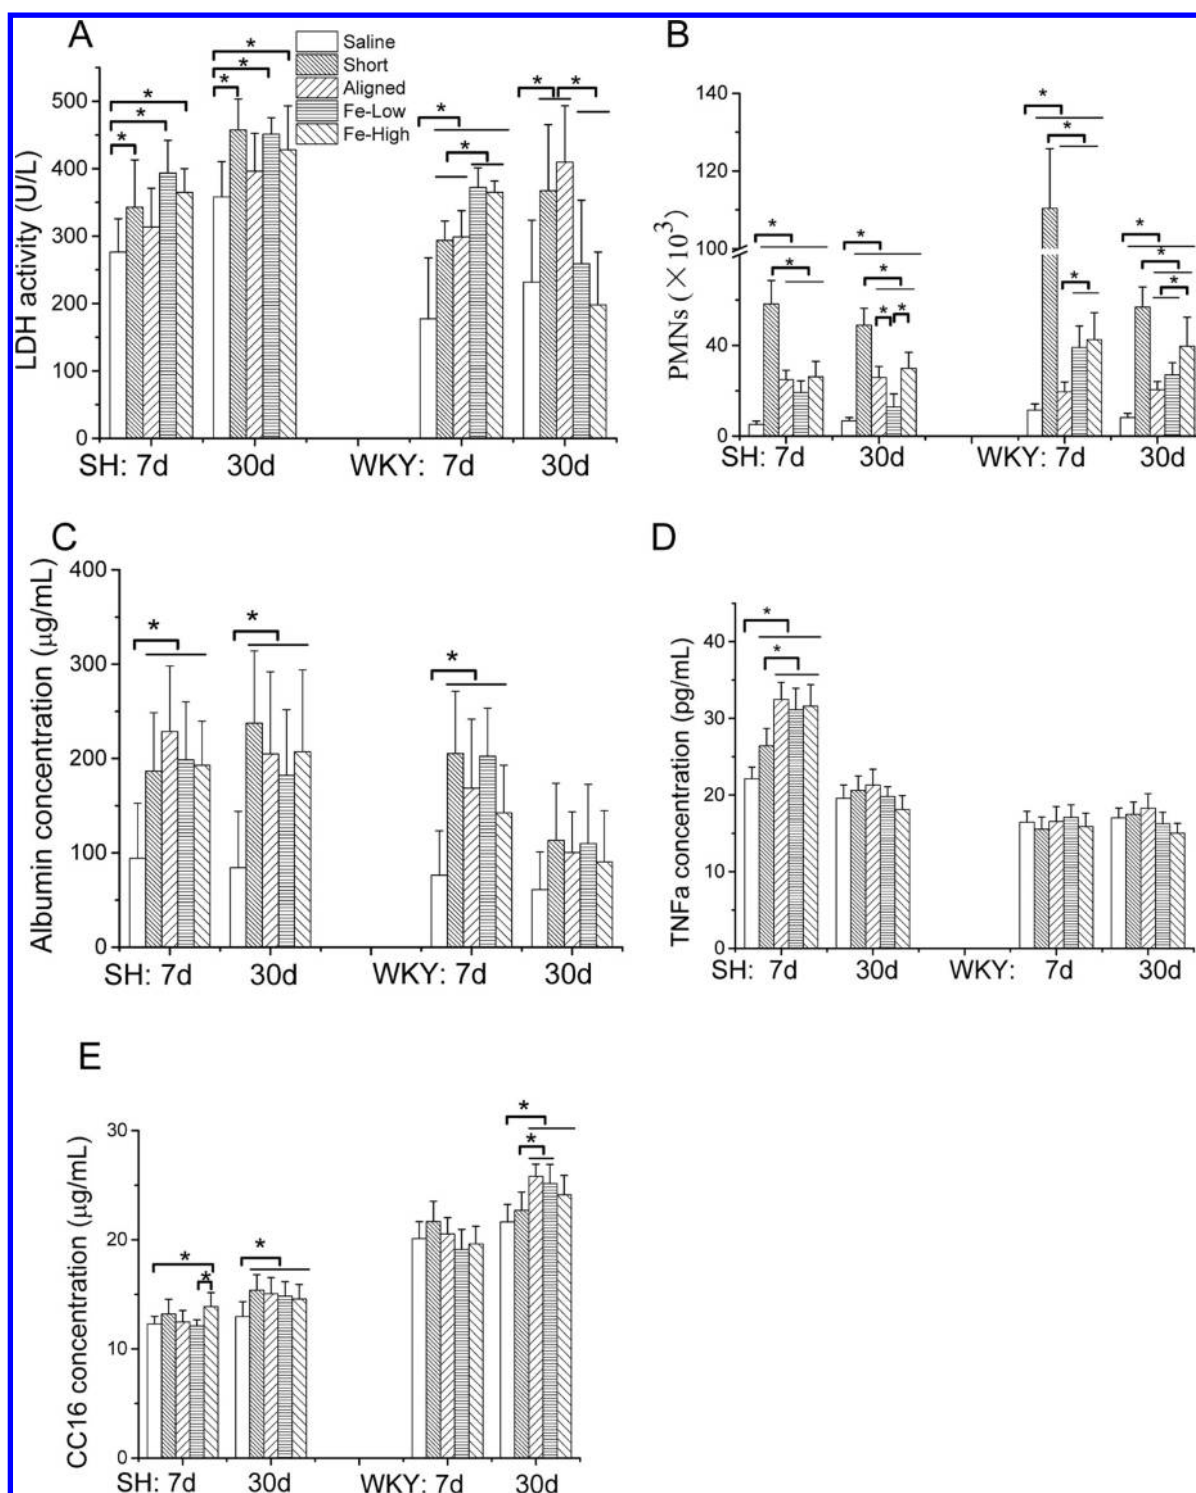 A
Saline
Short
Aligned
Fe-Low
Fe-High
LDH activity (U/L)
500
400
300
200
100
0
* * * * * * * * * *
SH: 7d 30d WKY: 7d 30d
B
PMNs (×10³)
140
120
100
40
0
* * * * * * * * * * * *
SH: 7d 30d WKY: 7d 30d
C
Albumin concentration (µg/mL)
400
300
200
100
0
* * *
SH: 7d 30d WKY: 7d 30d
D
TNFa concentration (pg/mL)
40
30
20
10
0
* *
SH: 7d 30d WKY: 7d 30d
E
CC16 concentration (µg/mL)
30
20
10
0
* * * * *
SH: 7d 30d WKY: 7d 30d